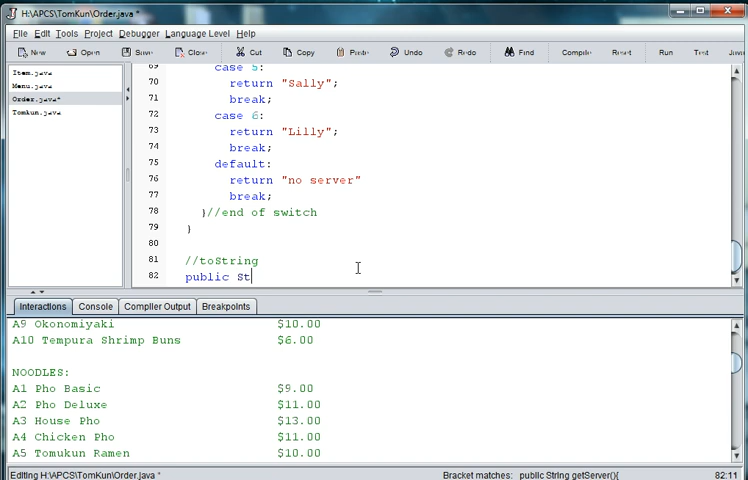 H:\APCS\TomKun\Order.java *
File Edit Tools Project Debugger Language Level Help
New Open Save Close Cut Copy Paste Undo Redo Find Compile Reset Run Test
Item.java
Menu.java
Order.java*
Tomkun.java
69 case 5:
70 return "Sally";
71 break;
72 case 6:
73 return "Lilly";
74 break;
75 default:
76 return "no server"
77 break;
78 }//end of switch
79 }
80
81 //toString
82 public St
Interactions Console Compiler Output Breakpoints
A9 Okonomiyaki $10.00
A10 Tempura Shrimp Buns $6.00
NOODLES:
A1 Pho Basic $9.00
A2 Pho Deluxe $11.00
A3 House Pho $13.00
A4 Chicken Pho $11.00
A5 Tomukun Ramen $10.00
Editing H:\APCS\TomKun\Order.java * Bracket matches: public String getServer(){